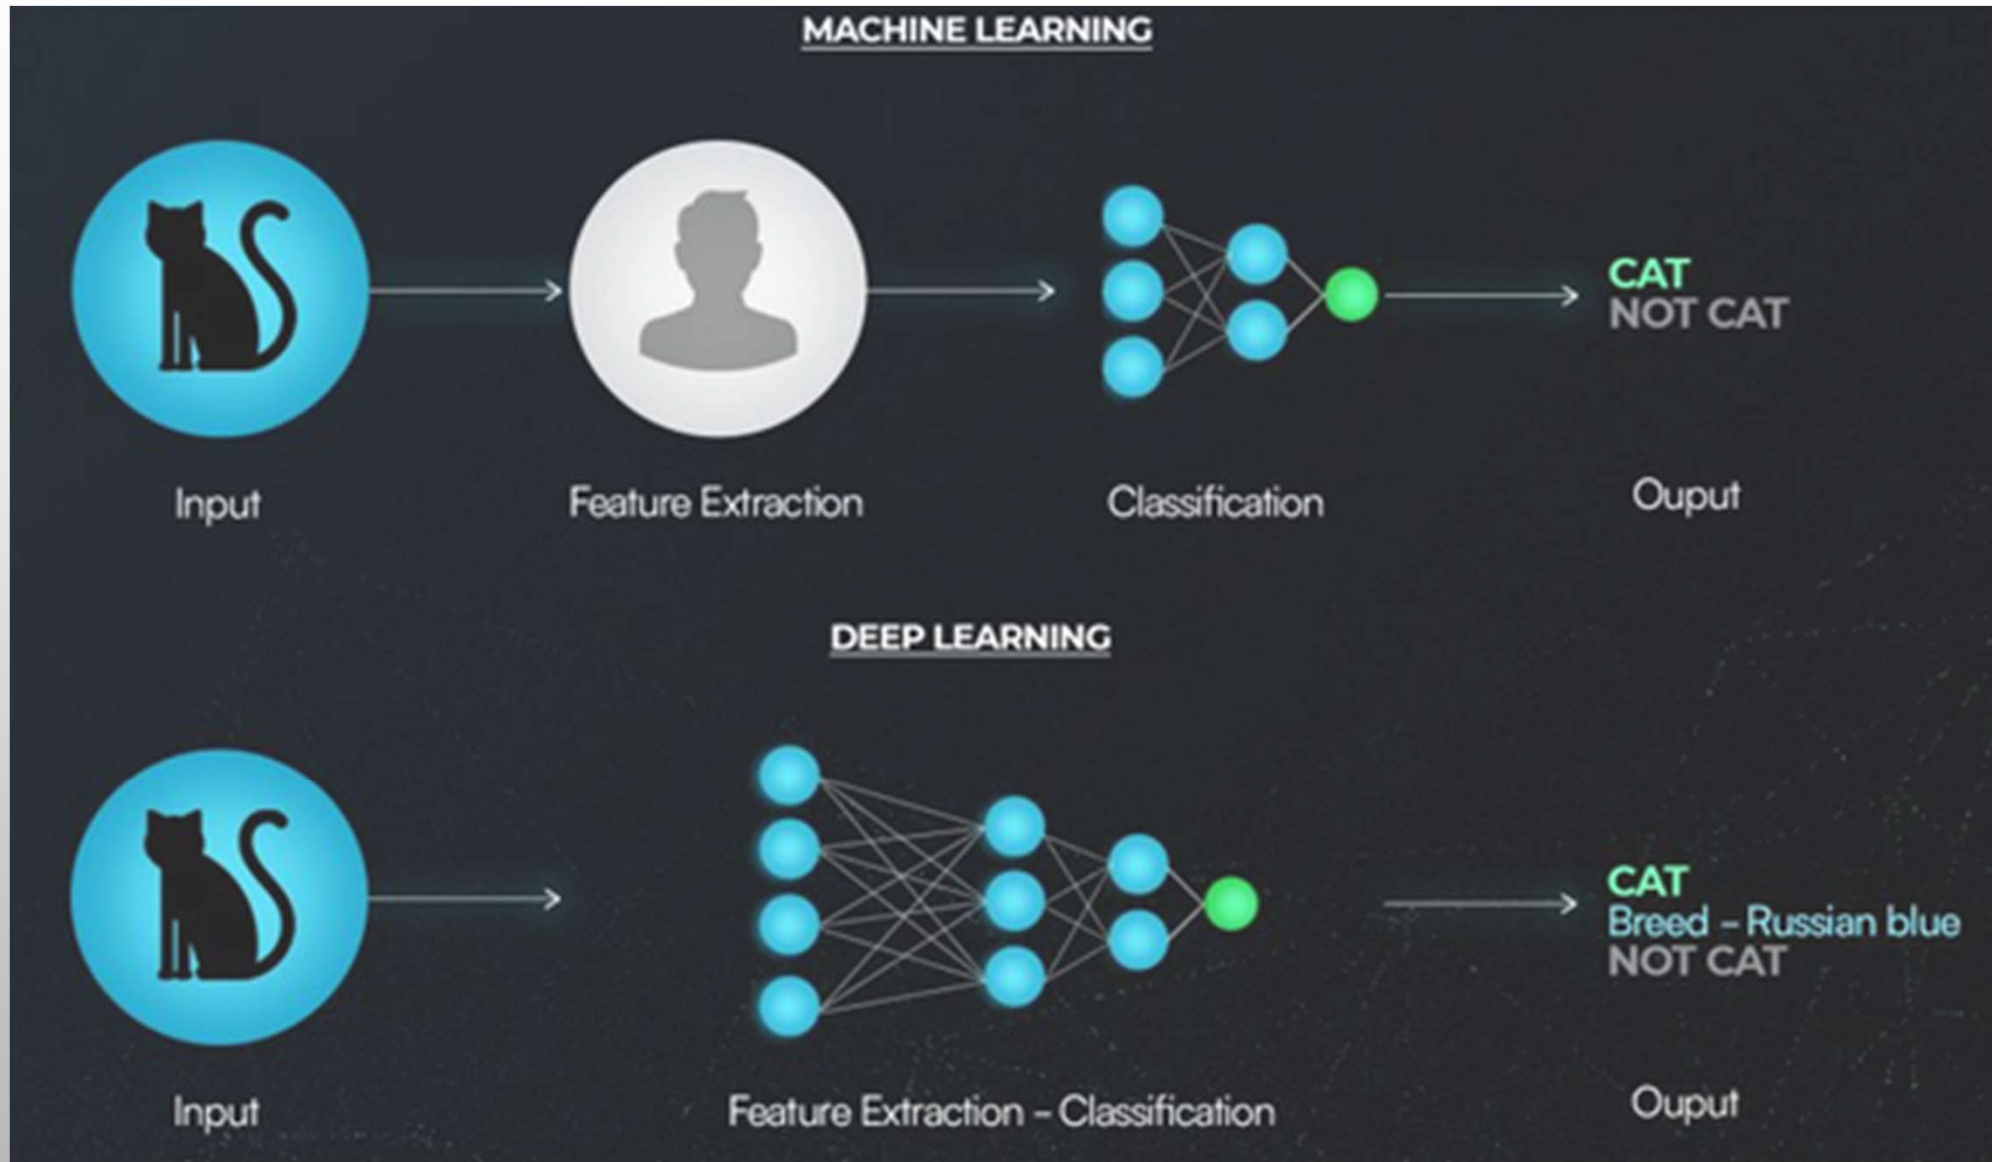 MACHINE LEARNING
CAT
NOT CAT
Input
Feature Extraction
Classification
Ouput
DEEP LEARNING
CAT
Breed – Russian blue
NOT CAT
Input
Feature Extraction – Classification
Ouput